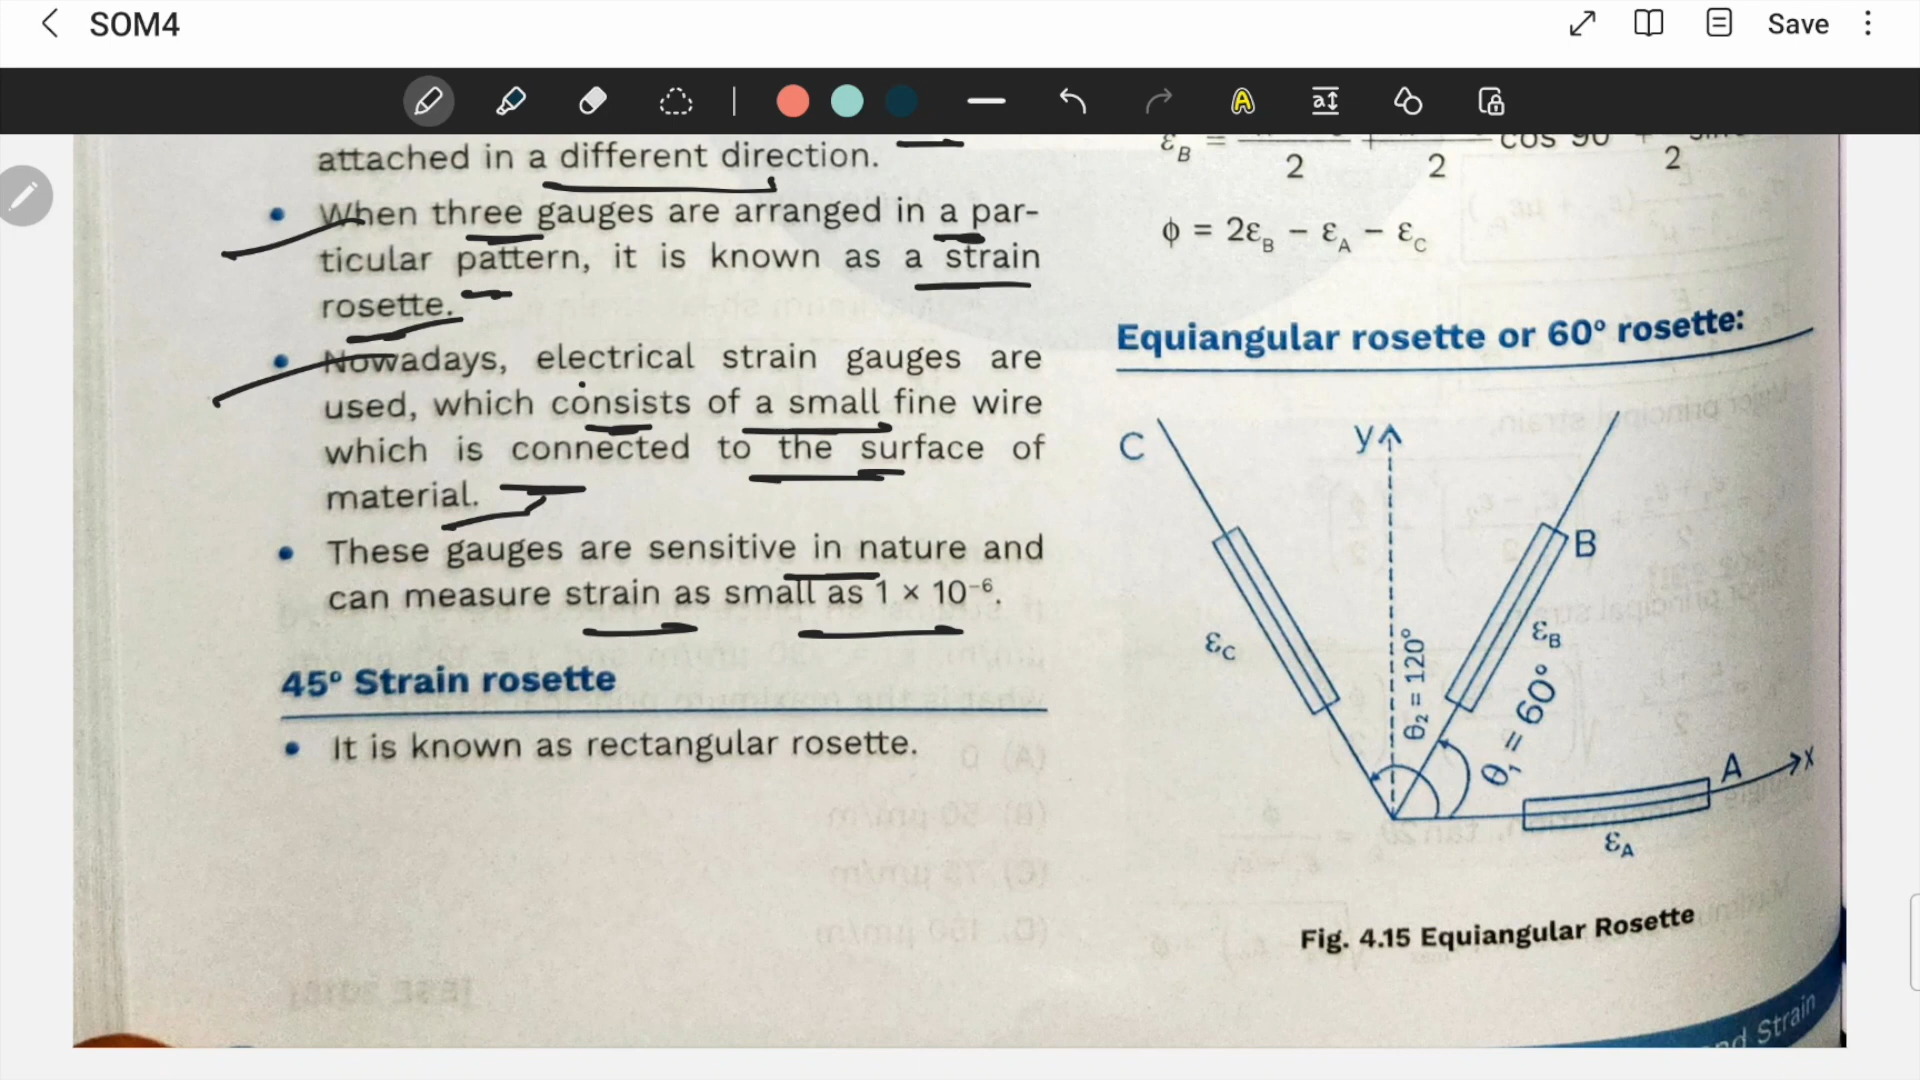 SOM4
Save
attached in a different direction.
• When three gauges are arranged in a par-
ticular pattern, it is known as a strain
rosette.
• Nowadays, electrical strain gauges are
used, which consists of a small fine wire
which is connected to the surface of
material.
• These gauges are sensitive in nature and
can measure strain as small as 1 × 10⁻⁶.
45° Strain rosette
• It is known as rectangular rosette.
ϕ = 2ε_B − ε_A − ε_C
Equiangular rosette or 60° rosette:
C
y
B
ε_C
ε_B
θ₂ = 120°
θ₁ = 60°
A
x
ε_A
Fig. 4.15 Equiangular Rosette
Strain